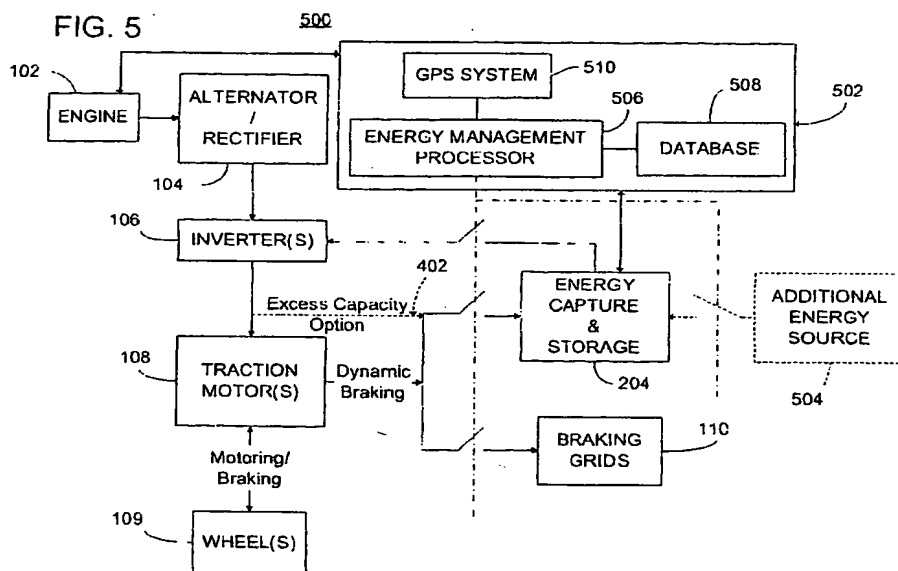 FIG. 5
500
102
ENGINE
ALTERNATOR
/
RECTIFIER
104
GPS SYSTEM
510
506
508
502
ENERGY MANAGEMENT
PROCESSOR
DATABASE
106
INVERTER(S)
402
Excess Capacity
Option
ENERGY
CAPTURE
&
STORAGE
204
ADDITIONAL
ENERGY
SOURCE
504
108
TRACTION
MOTOR(S)
Dynamic
Braking
BRAKING
GRIDS
110
Motoring/
Braking
109
WHEEL(S)